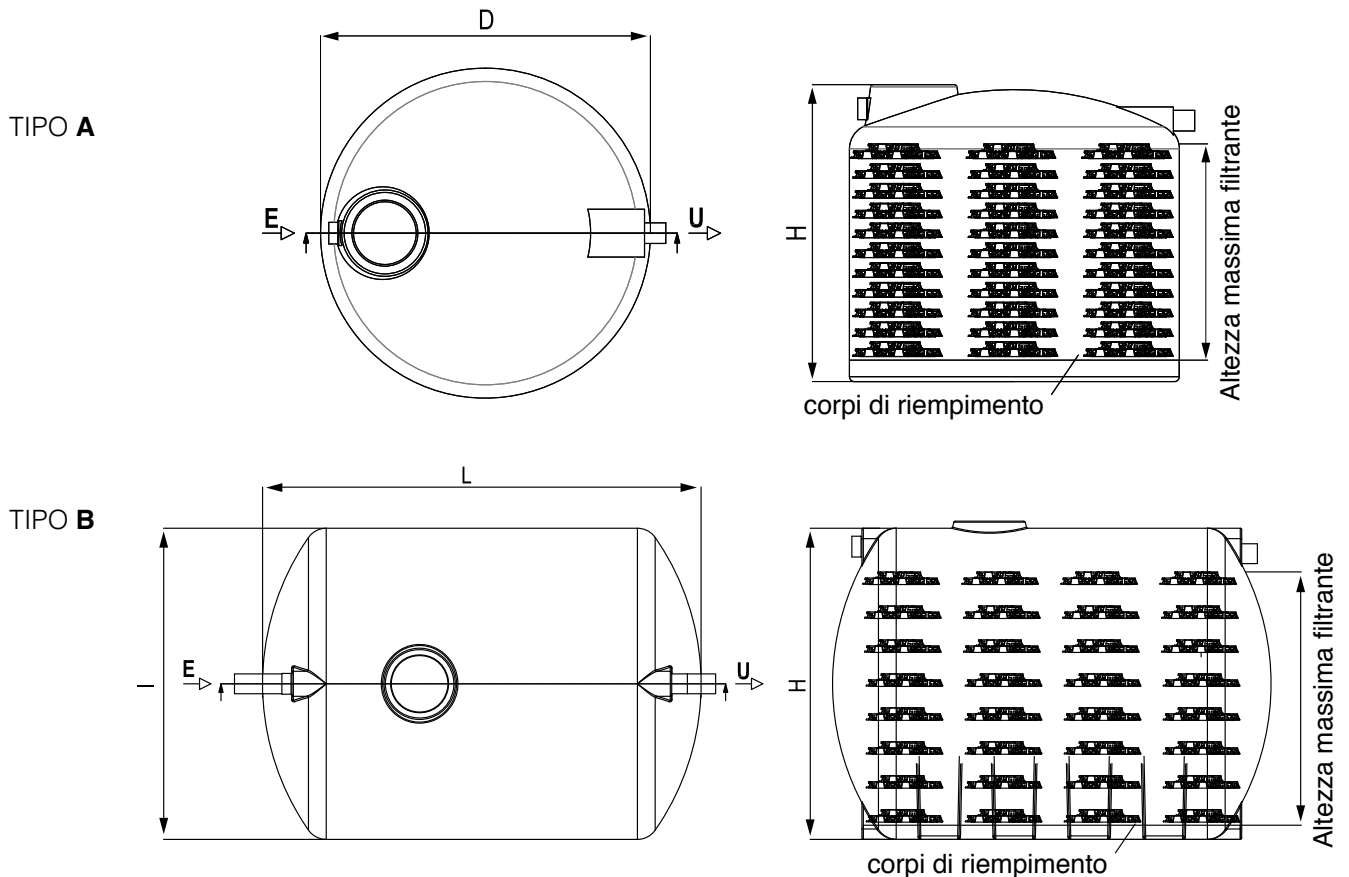 D
TIPO A
E
U
H
Altezza massima filtrante
corpi di riempimento
TIPO B
L
I
E
U
H
Altezza massima filtrante
corpi di riempimento